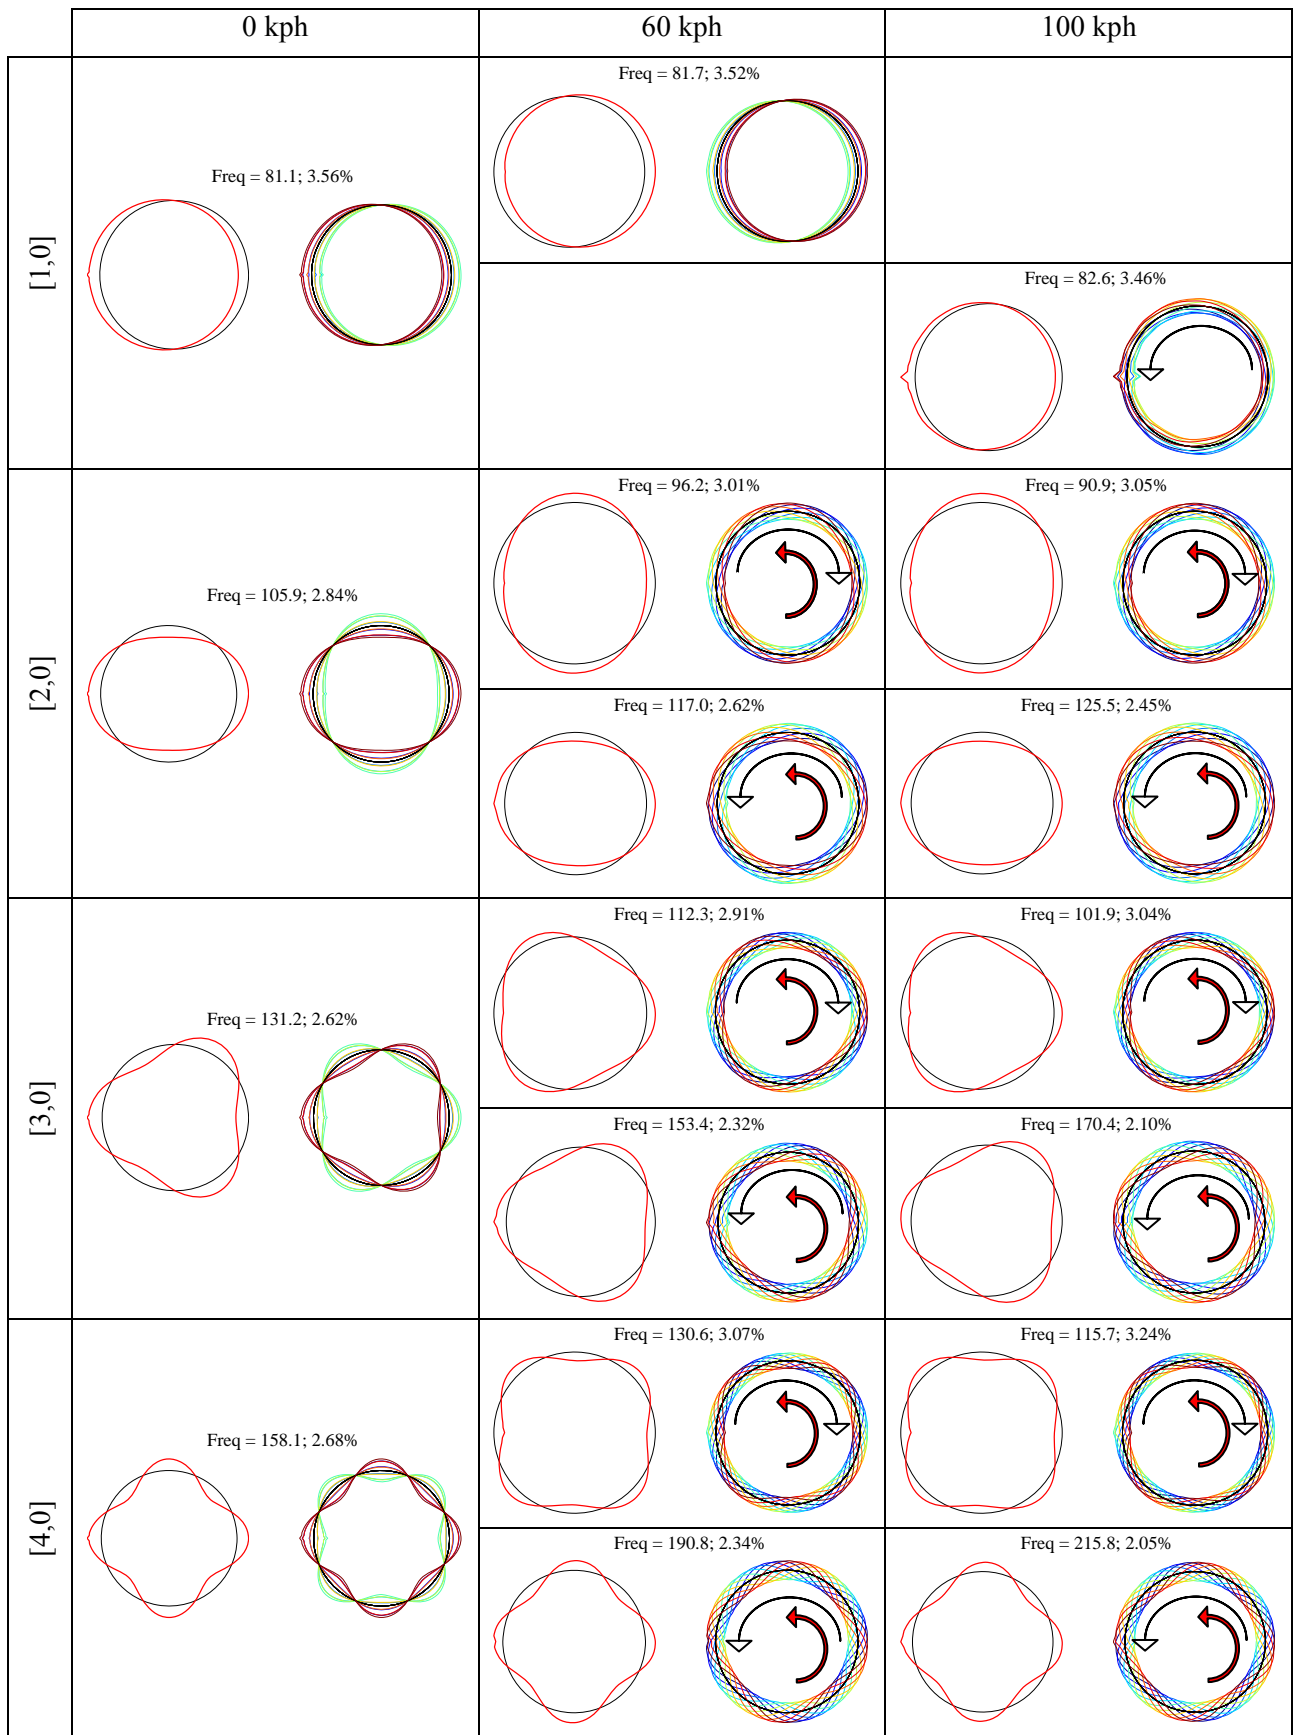 0 kph
60 kph
100 kph
[1,0]
Freq = 81.1; 3.56%
Freq = 81.7; 3.52%
Freq = 82.6; 3.46%
[2,0]
Freq = 105.9; 2.84%
Freq = 96.2; 3.01%
Freq = 90.9; 3.05%
Freq = 117.0; 2.62%
Freq = 125.5; 2.45%
[3,0]
Freq = 131.2; 2.62%
Freq = 112.3; 2.91%
Freq = 101.9; 3.04%
Freq = 153.4; 2.32%
Freq = 170.4; 2.10%
[4,0]
Freq = 158.1; 2.68%
Freq = 130.6; 3.07%
Freq = 115.7; 3.24%
Freq = 190.8; 2.34%
Freq = 215.8; 2.05%